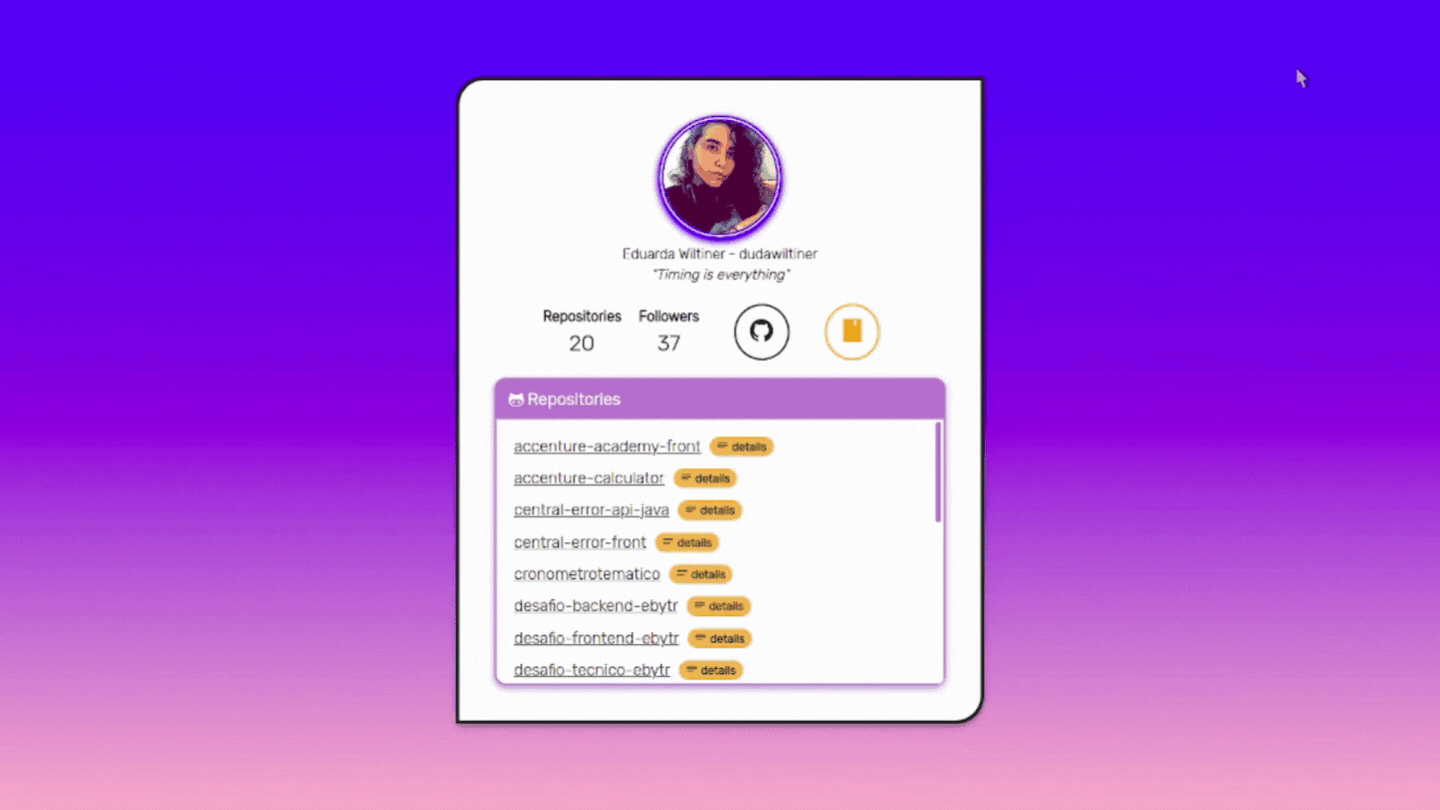 Eduarda Wiltiner - dudawiltiner
"Timing is everything"
Repositories Followers
20 37
Repositories
accenture-academy-front details
accenture-calculator details
central-error-api-java details
central-error-front details
cronometrotematico details
desafio-backend-ebytr details
desafio-frontend-ebytr details
desafio-tecnico-ebytr details